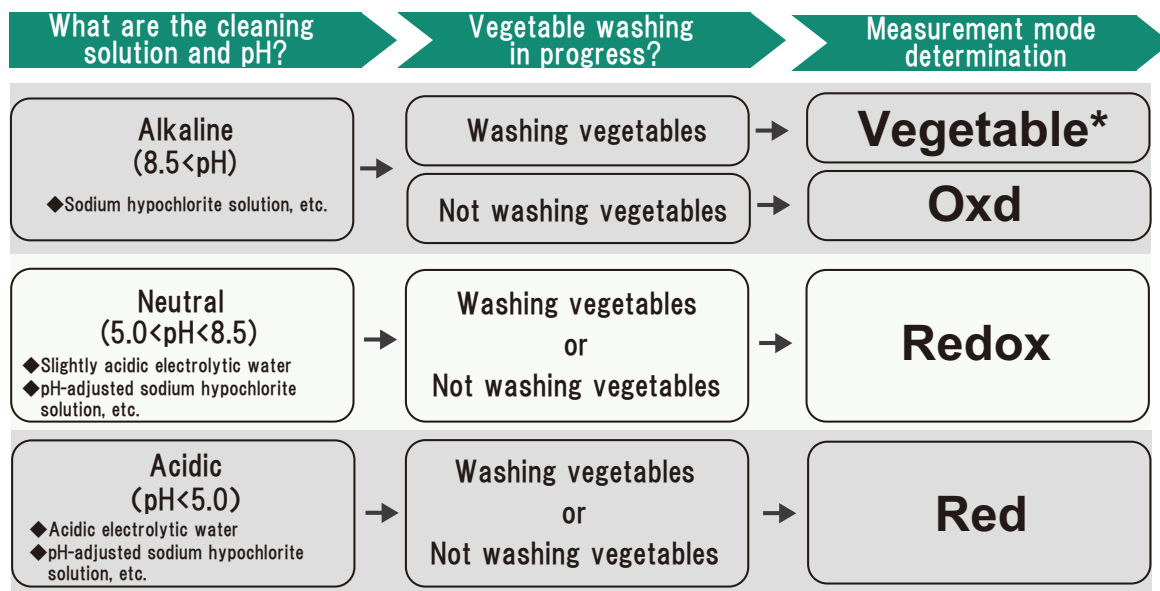 What are the cleaning
solution and pH?
Vegetable washing
in progress?
Measurement mode
determination
Alkaline
(8.5<pH)
◆Sodium hypochlorite solution, etc.
Washing vegetables
Vegetable*
Not washing vegetables
Oxd
Neutral
(5.0<pH<8.5)
◆Slightly acidic electrolytic water
◆pH-adjusted sodium hypochlorite
solution, etc.
Washing vegetables
or
Not washing vegetables
Redox
Acidic
(pH<5.0)
◆Acidic electrolytic water
◆pH-adjusted sodium hypochlorite
solution, etc.
Washing vegetables
or
Not washing vegetables
Red